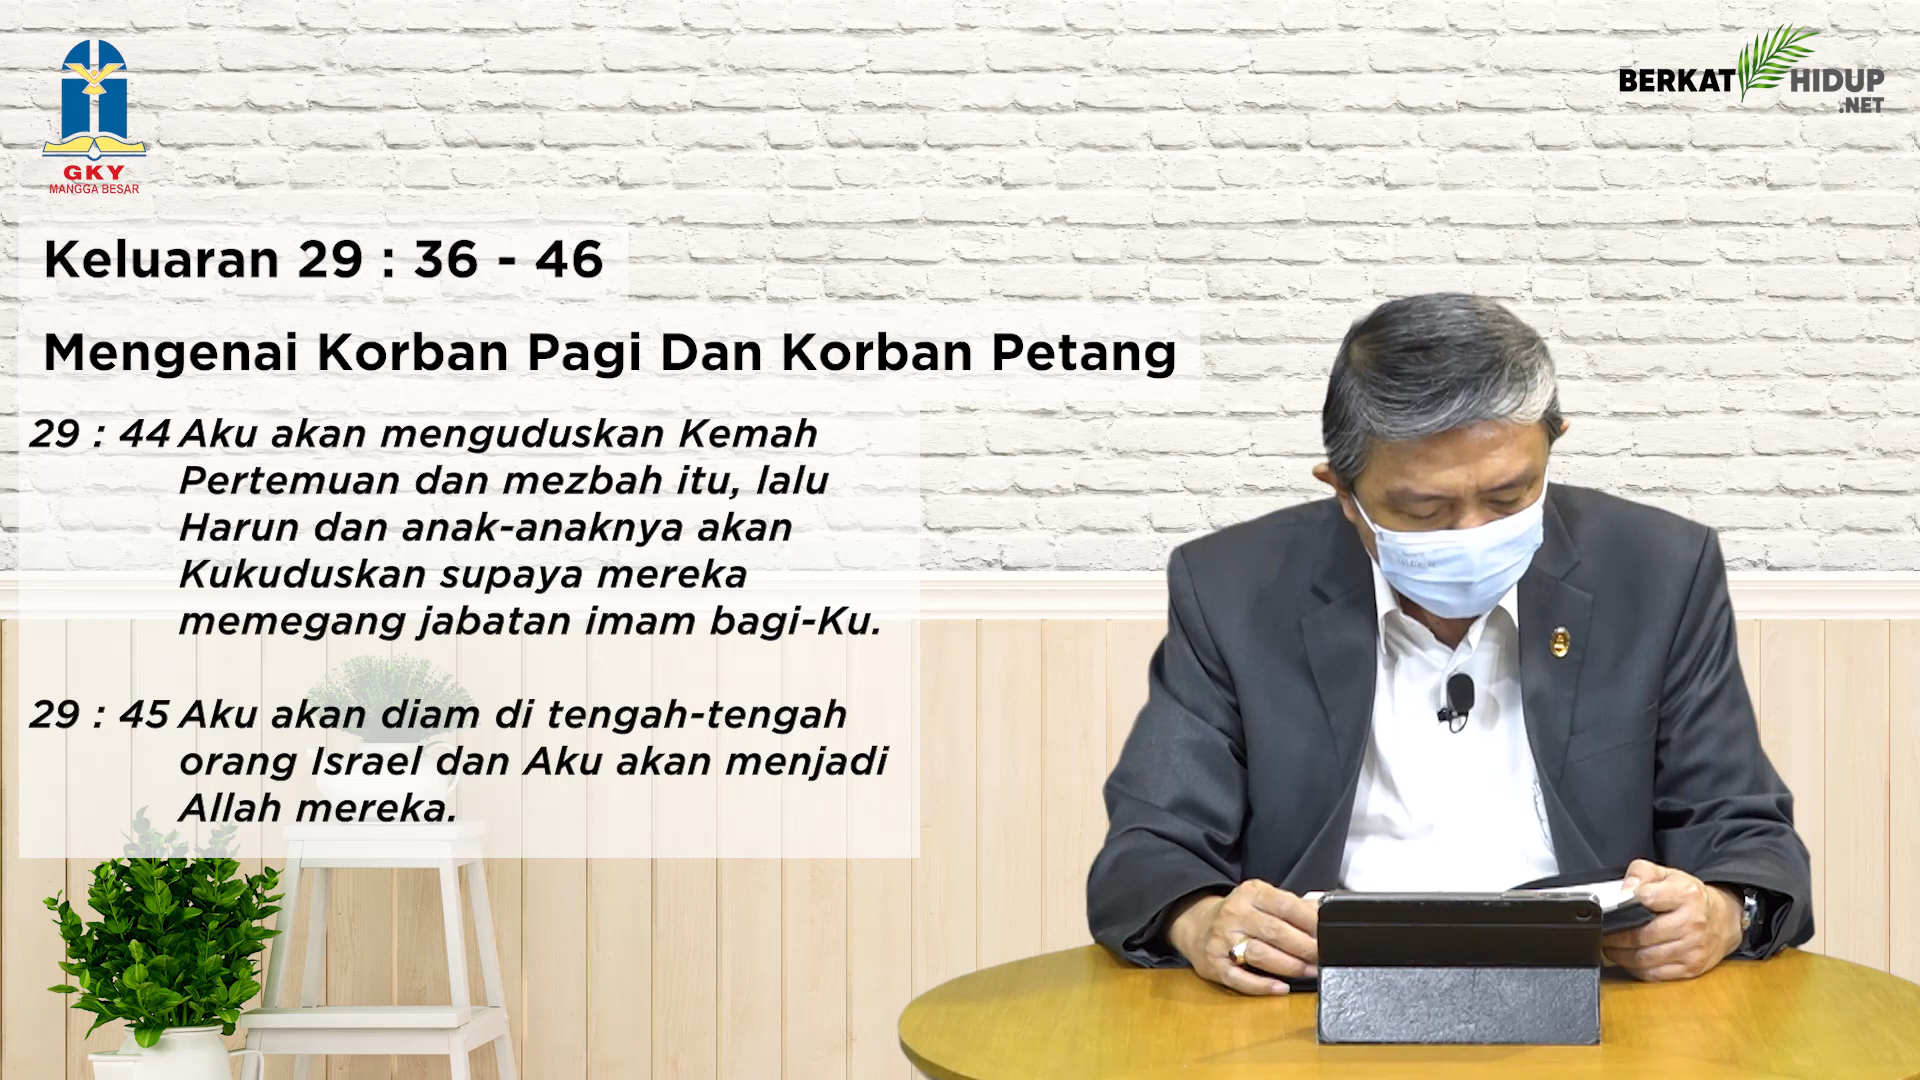 GKY
MANGGA BESAR
BERKAT HIDUP
.NET
Keluaran 29 : 36 - 46
Mengenai Korban Pagi Dan Korban Petang
29 : 44 Aku akan menguduskan Kemah
Pertemuan dan mezbah itu, lalu
Harun dan anak-anaknya akan
Kukuduskan supaya mereka
memegang jabatan imam bagi-Ku.
29 : 45 Aku akan diam di tengah-tengah
orang Israel dan Aku akan menjadi
Allah mereka.